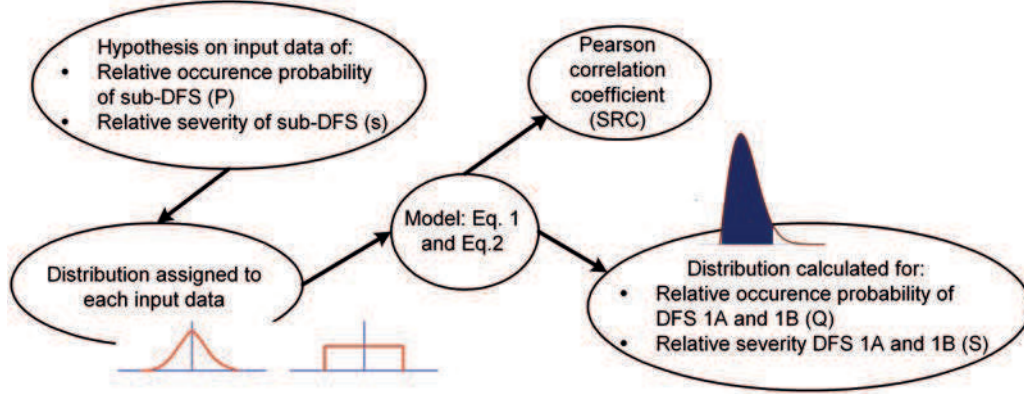 Hypothesis on input data of:
• Relative occurence probability
of sub-DFS (P)
• Relative severity of sub-DFS (s)
Pearson
correlation
coefficient
(SRC)
Model: Eq. 1
and Eq.2
Distribution assigned to
each input data
Distribution calculated for:
• Relative occurence probability of
DFS 1A and 1B (Q)
• Relative severity DFS 1A and 1B (S)